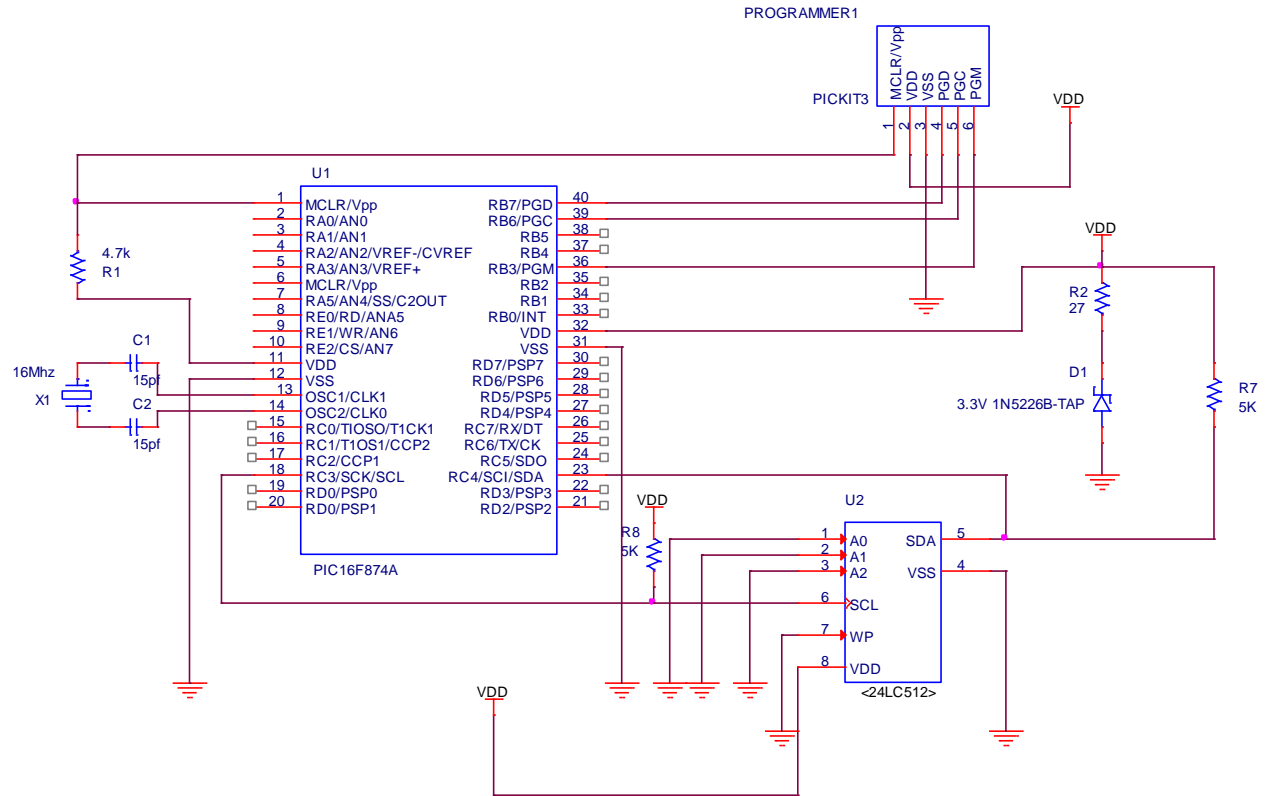 PROGRAMMER1
PICKIT3
MCLR/Vpp
VDD
VSS
PGD
PGC
PGM
1
2
3
4
5
6
VDD
U1
1
2
3
4
5
6
7
8
9
10
11
12
13
14
15
16
17
18
19
20
MCLR/Vpp
RA0/AN0
RA1/AN1
RA2/AN2/VREF-/CVREF
RA3/AN3/VREF+
MCLR/Vpp
RA5/AN4/SS/C2OUT
RE0/RD/ANA5
RE1/WR/AN6
RE2/CS/AN7
VDD
VSS
OSC1/CLK1
OSC2/CLK0
RC0/TIOSO/T1CK1
RC1/T1OS1/CCP2
RC2/CCP1
RC3/SCK/SCL
RD0/PSP0
RD0/PSP1
RB7/PGD
RB6/PGC
RB5
RB4
RB3/PGM
RB2
RB1
RB0/INT
VDD
VSS
RD7/PSP7
RD6/PSP6
RD5/PSP5
RD4/PSP4
RC7/RX/DT
RC6/TX/CK
RC5/SDO
RC4/SCI/SDA
RD3/PSP3
RD2/PSP2
40
39
38
37
36
35
34
33
32
31
30
29
28
27
26
25
24
23
22
21
PIC16F874A
4.7k
R1
C1
15pf
16Mhz
X1
C2
15pf
VDD
R2
27
D1
3.3V 1N5226B-TAP
R7
5K
VDD
R8
5K
U2
1
2
3
6
7
8
A0
A1
A2
SCL
WP
VDD
SDA
VSS
5
4
<24LC512>
VDD